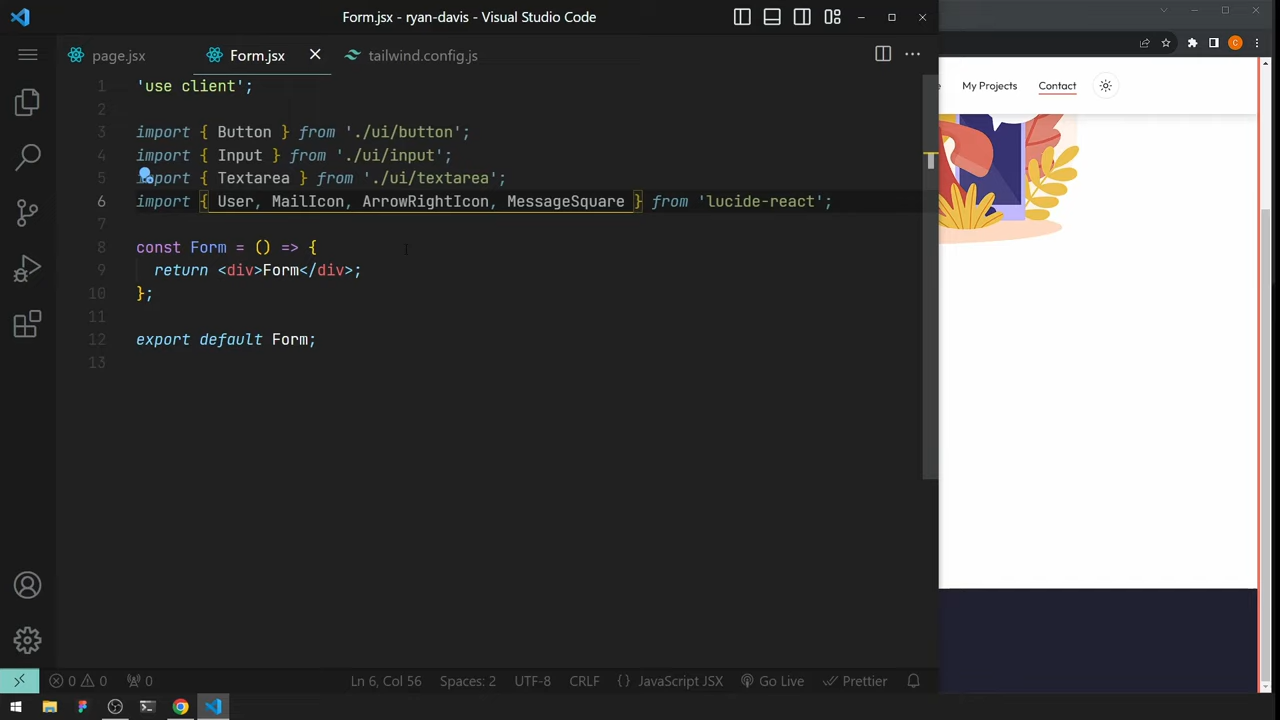 Form.jsx - ryan-davis - Visual Studio Code
page.jsx
Form.jsx
tailwind.config.js
1 'use client';
2
3 import { Button } from './ui/button';
4 import { Input } from './ui/input';
5 import { Textarea } from './ui/textarea';
6 import { User, MailIcon, ArrowRightIcon, MessageSquare } from 'lucide-react';
7
8 const Form = () => {
9 return <div>Form</div>;
10 };
11
12 export default Form;
13
My Projects
Contact
C
0 0 0
Ln 6, Col 56
Spaces: 2
UTF-8
CRLF
{} JavaScript JSX
Go Live
Prettier